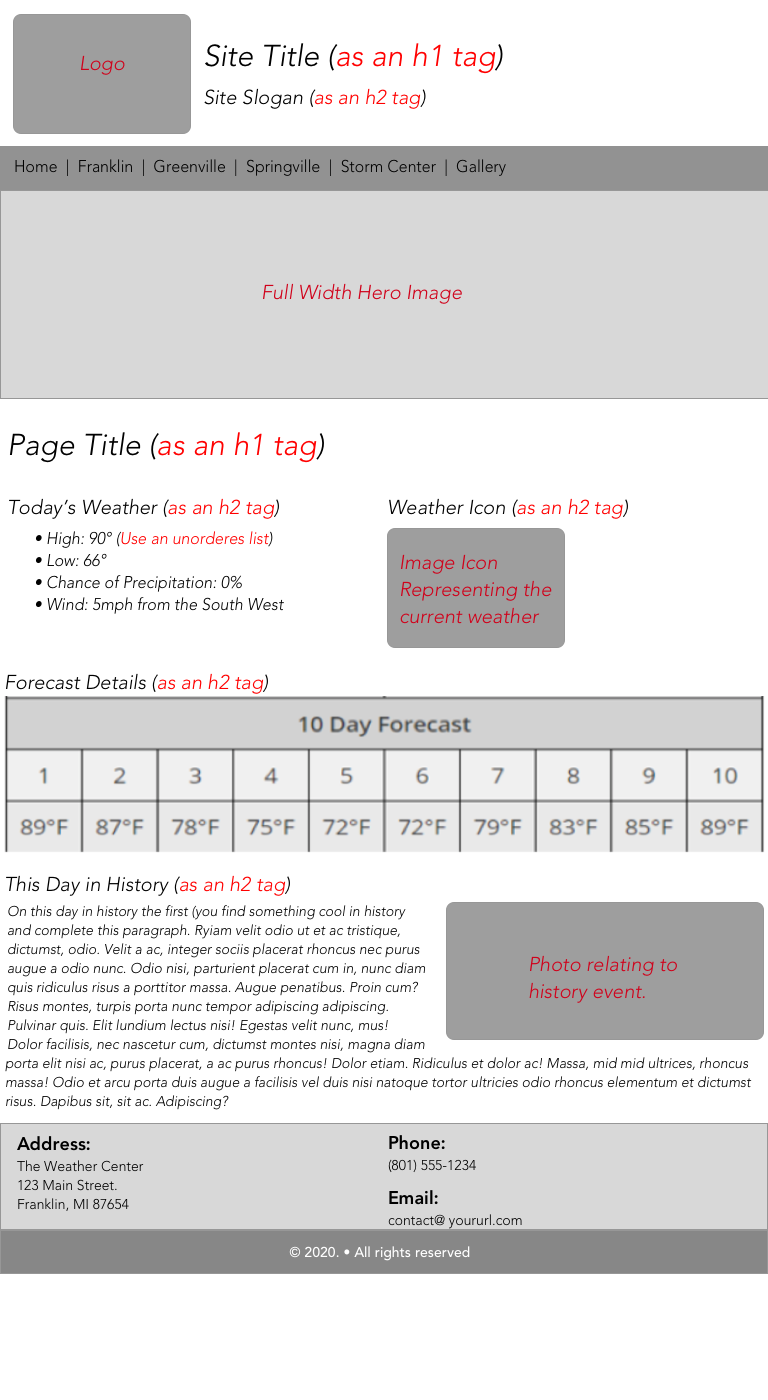 Logo
Site Title (as an h1 tag)
Site Slogan (as an h2 tag)
Home | Franklin | Greenville | Springville | Storm Center | Gallery
Full Width Hero Image
Page Title (as an h1 tag)
Today's Weather (as an h2 tag)
• High: 90° (Use an unorderes list)
• Low: 66°
• Chance of Precipitation: 0%
• Wind: 5mph from the South West
Weather Icon (as an h2 tag)
Image Icon
Representing the
current weather
Forecast Details (as an h2 tag)
10 Day Forecast
1 2 3 4 5 6 7 8 9 10
89°F 87°F 78°F 75°F 72°F 72°F 79°F 83°F 85°F 89°F
This Day in History (as an h2 tag)
On this day in history the first (you find something cool in history
and complete this paragraph. Ryiam velit odio ut et ac tristique,
dictumst, odio. Velit a ac, integer sociis placerat rhoncus nec purus
augue a odio nunc. Odio nisi, parturient placerat cum in, nunc diam
quis ridiculus risus a porttitor massa. Augue penatibus. Proin cum?
Risus montes, turpis porta nunc tempor adipiscing adipiscing.
Pulvinar quis. Elit lundium lectus nisi! Egestas velit nunc, mus!
Dolor facilisis, nec nascetur cum, dictumst montes nisi, magna diam
porta elit nisi ac, purus placerat, a ac purus rhoncus! Dolor etiam. Ridiculus et dolor ac! Massa, mid mid ultrices, rhoncus
massa! Odio et arcu porta duis augue a facilisis vel duis nisi natoque tortor ultricies odio rhoncus elementum et dictumst
risus. Dapibus sit, sit ac. Adipiscing?
Photo relating to
history event.
Address:
The Weather Center
123 Main Street.
Franklin, MI 87654
Phone:
(801) 555-1234
Email:
contact@ yoururl.com
© 2020. • All rights reserved